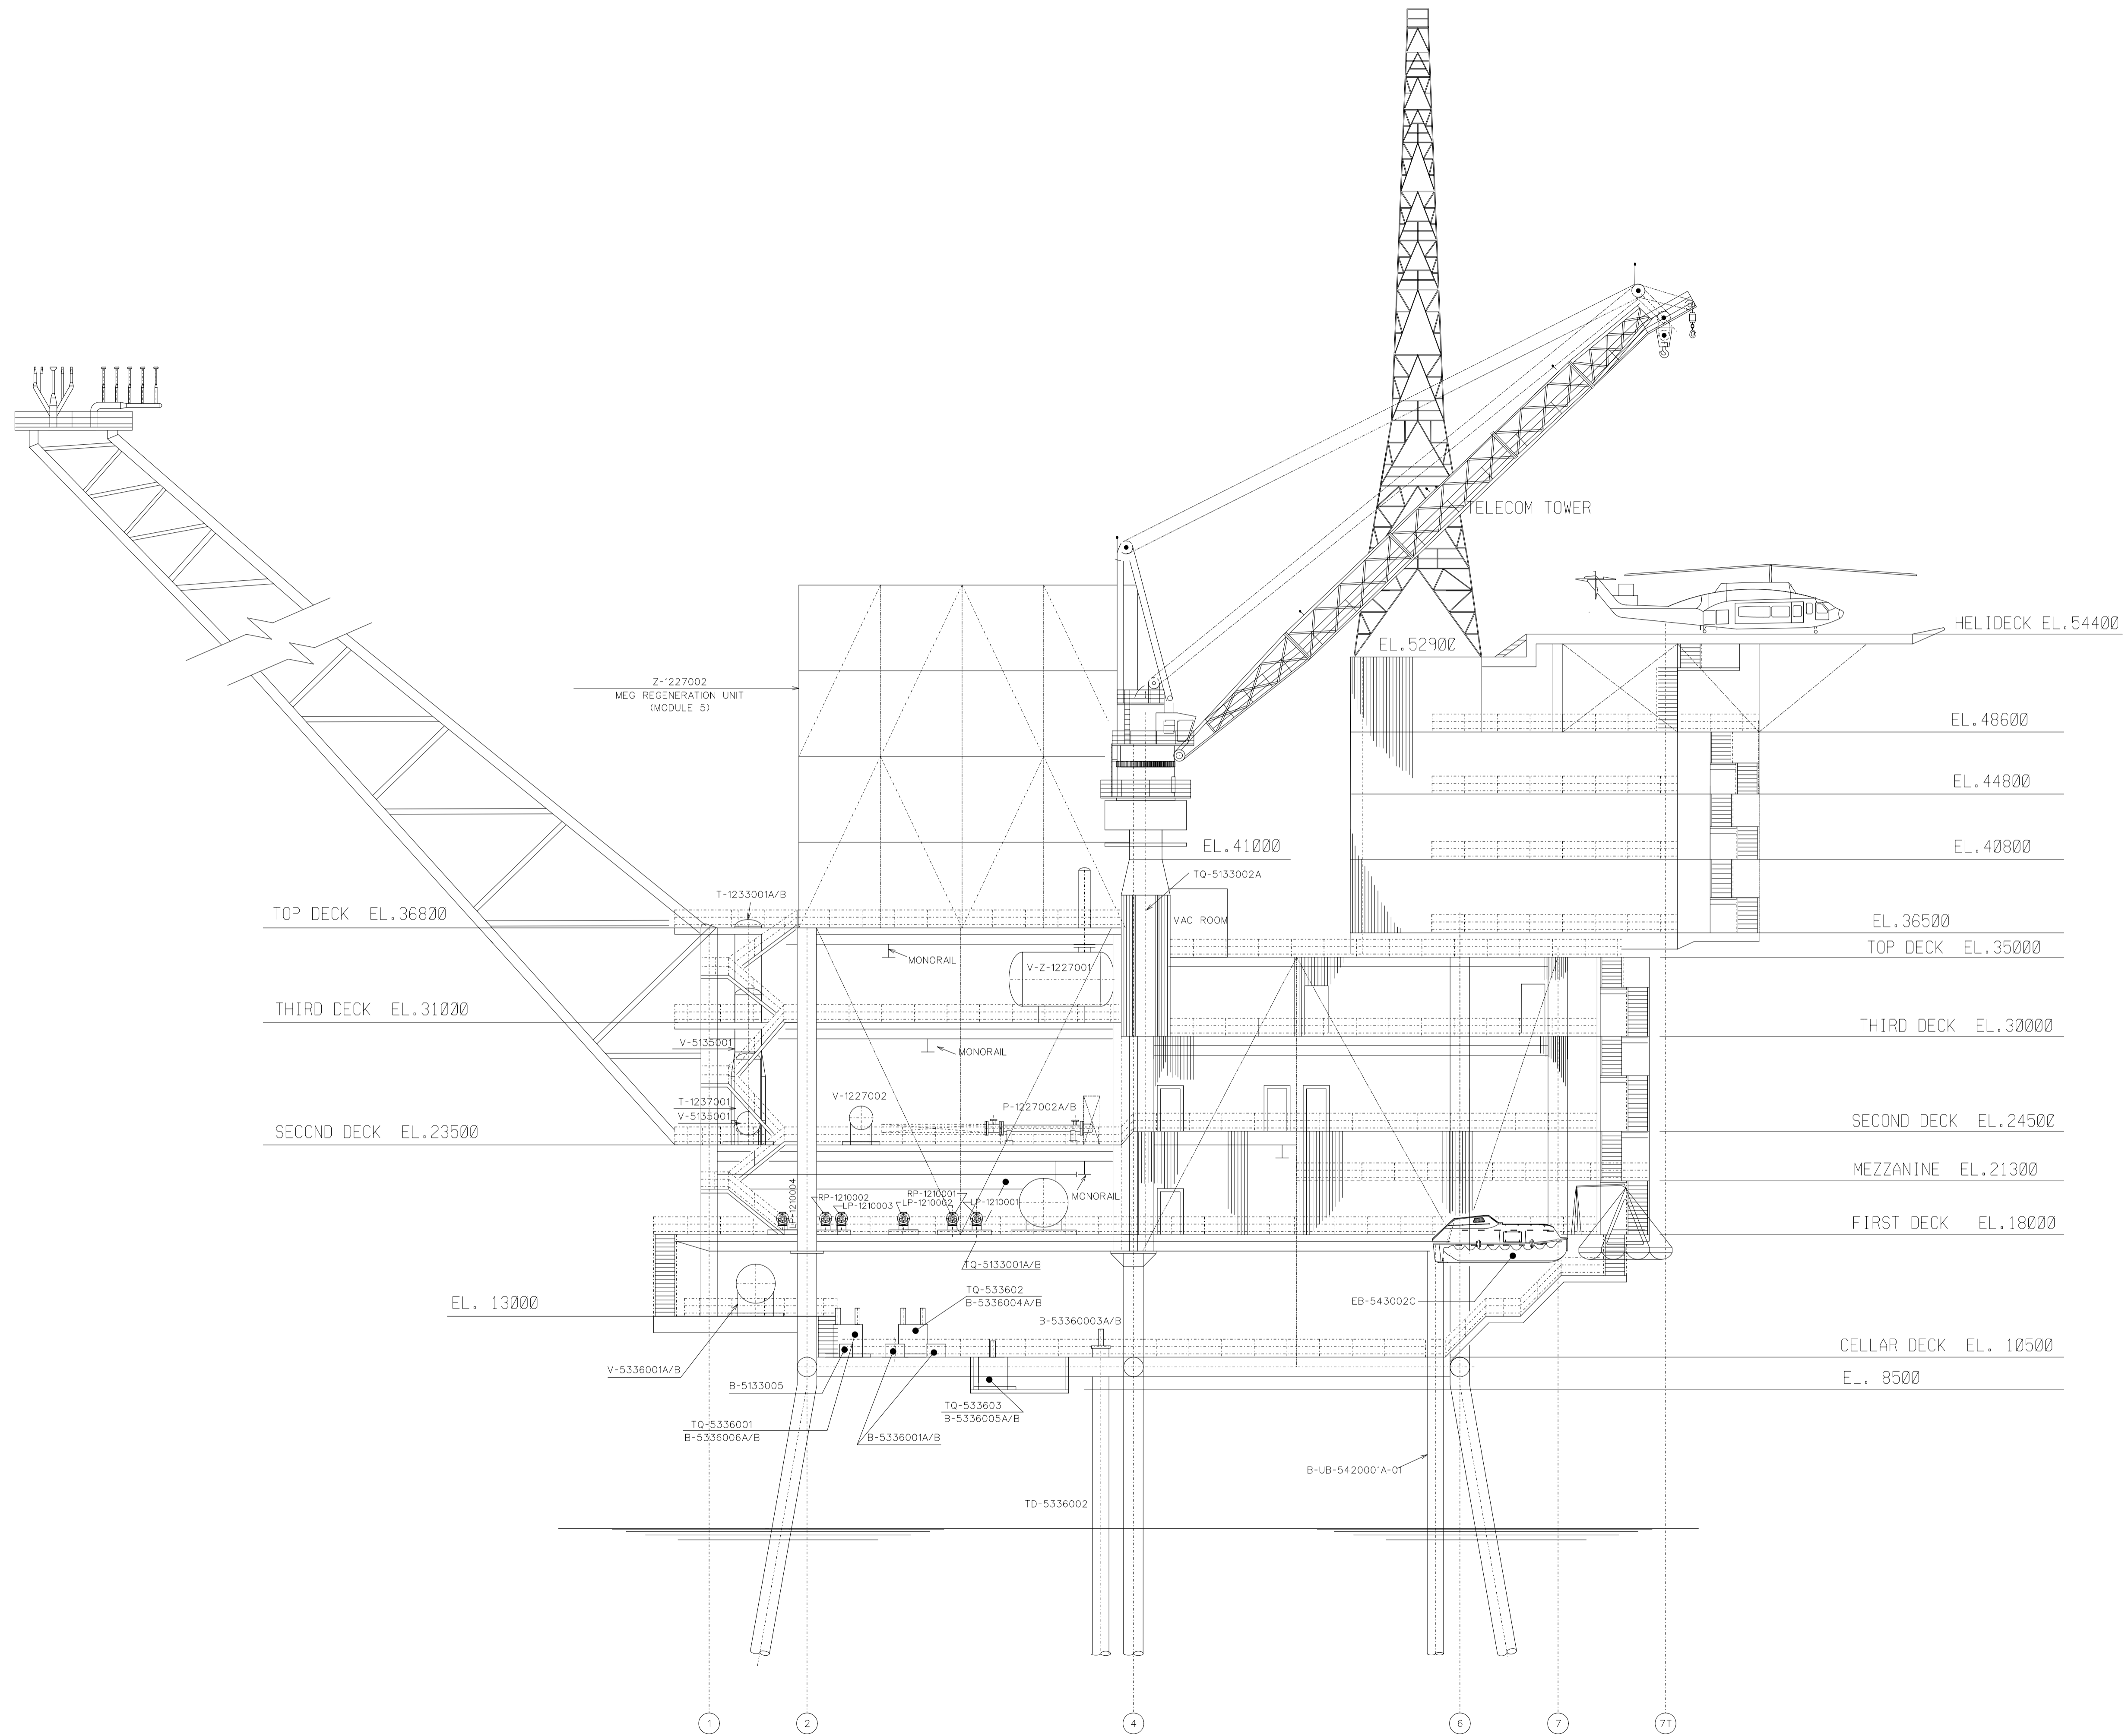 TELECOM TOWER
HELIDECK EL.54400
EL.52900
Z-1227002
MEG REGENERATION UNIT
(MODULE 5)
EL.48600
EL.44800
EL.41000
EL.40800
TQ-5133002A
T-1233001A/B
TOP DECK EL.36800
VAC ROOM
EL.36500
TOP DECK EL.35000
MONORAIL
V-Z-1227001
THIRD DECK EL.31000
THIRD DECK EL.30000
V-5135001
MONORAIL
T-1237001
V-5135001
V-1227002
P-1227002A/B
SECOND DECK EL.23500
SECOND DECK EL.24500
MEZZANINE EL.21300
MONORAIL
LP-1210004
RP-1210002
LP-1210003
RP-1210001
LP-1210002
LP-1210001
FIRST DECK EL.18000
TQ-5133001A/B
TQ-533602
B-5336004A/B
EL. 13000
EB-543002C
B-53360003A/B
CELLAR DECK EL. 10500
V-5336001A/B
EL. 8500
B-5133005
TQ-533603
B-5336005A/B
TQ-5336001
B-5336006A/B
B-5336001A/B
B-UB-5420001A-01
TD-5336002
1
2
4
6
7
7T